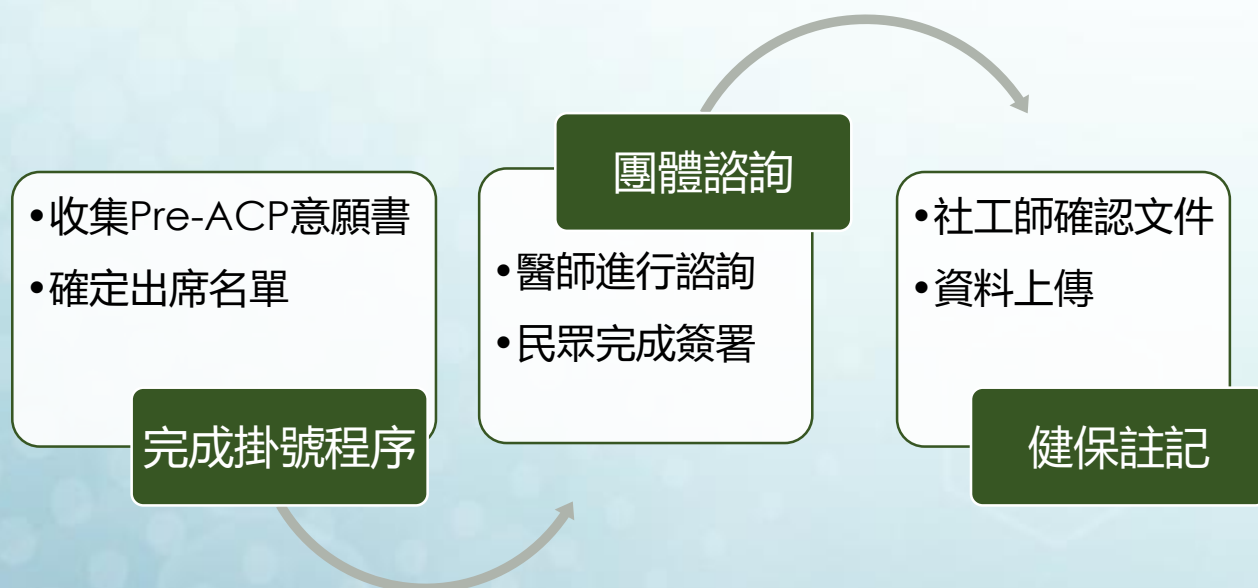 •收集Pre-ACP意願書
•確定出席名單
完成掛號程序
團體諮詢
•醫師進行諮詢
•民眾完成簽署
•社工師確認文件
•資料上傳
健保註記